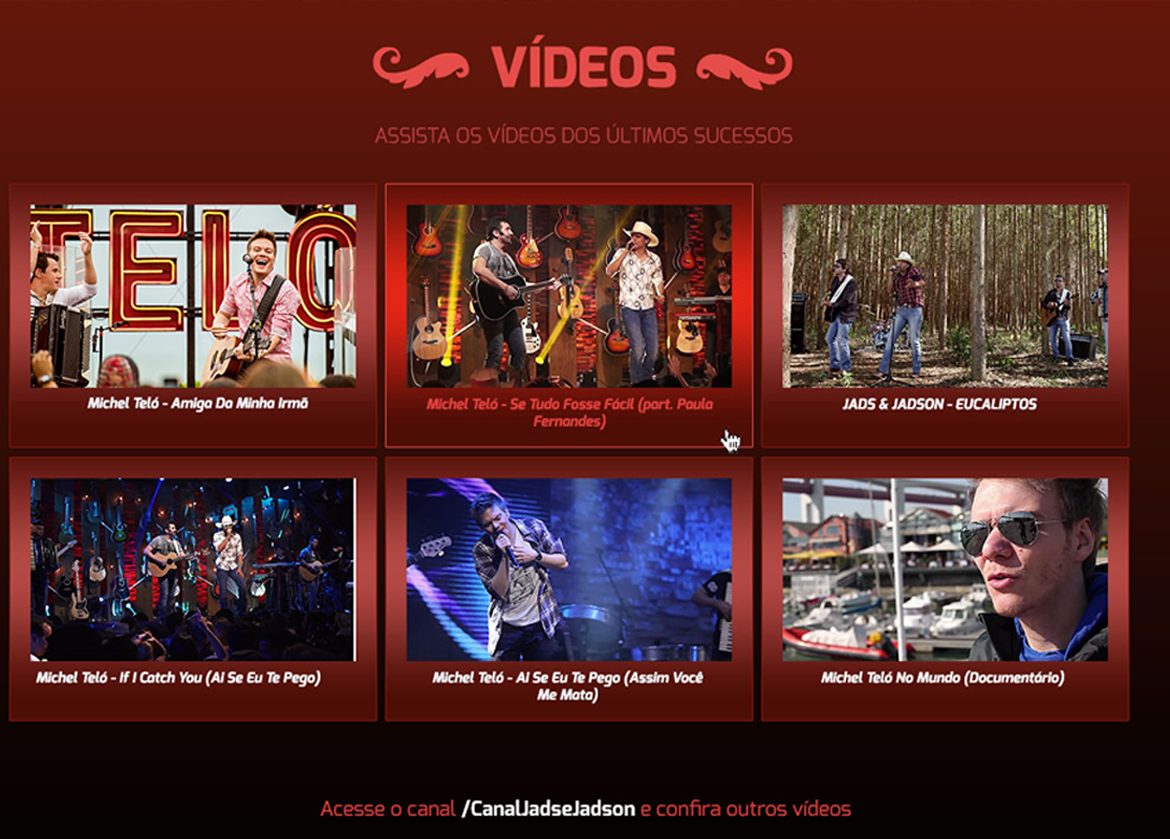 VÍDEOS
ASSISTA OS VÍDEOS DOS ÚLTIMOS SUCESSOS
TELÓ
Michel Teló - Amiga Da Minha Irmã
Michel Teló - Se Tudo Fosse Fácil (part. Paula
Fernandes)
JADS & JADSON - EUCALIPTOS
Michel Teló - If I Catch You (Ai Se Eu Te Pego)
Michel Teló - Ai Se Eu Te Pego (Assim Você
Me Mata)
Michel Teló No Mundo (Documentário)
Acesse o canal /CanalJadseJadson e confira outros vídeos